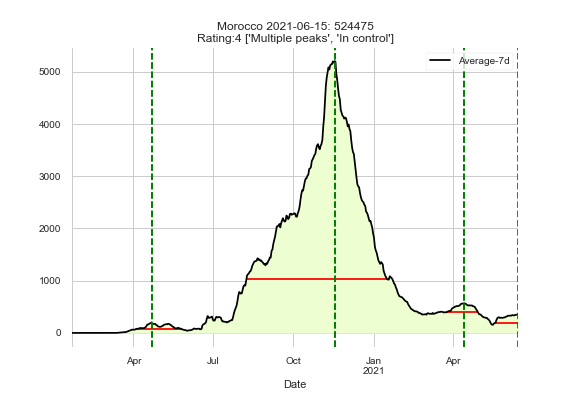 Morocco 2021-06-15: 524475
Rating:4 ['Multiple peaks', 'In control']
Average-7d
5000
4000
3000
2000
1000
0
Apr
Jul
Oct
Jan
2021
Apr
Date